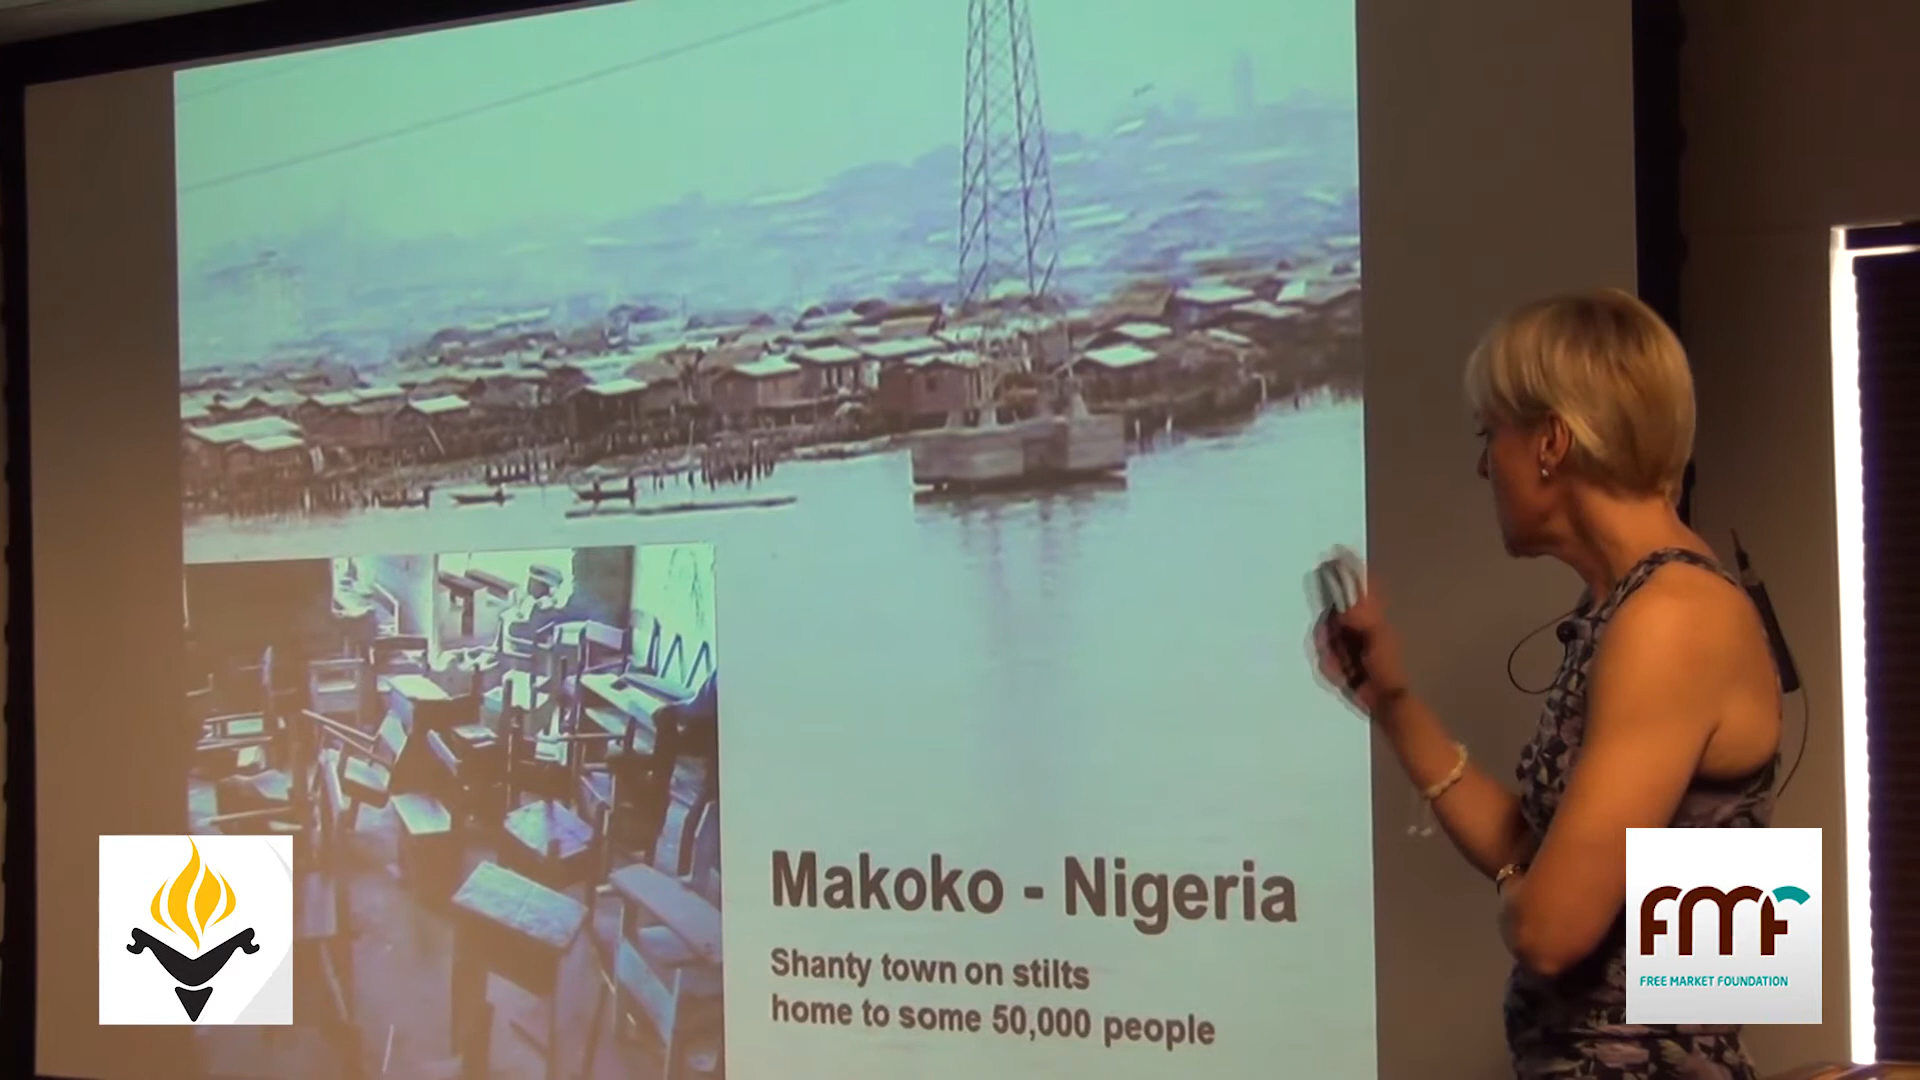 Makoko - Nigeria
Shanty town on stilts
home to some 50,000 people
FMF
FREE MARKET FOUNDATION